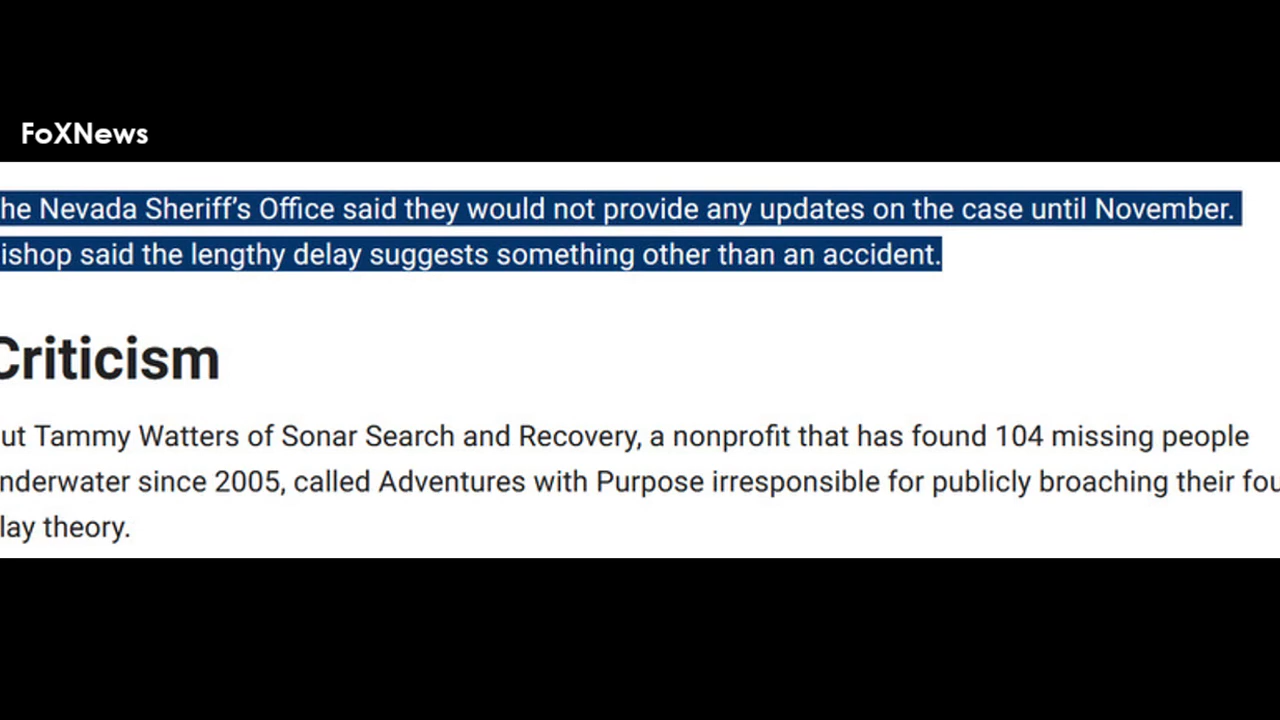 FoXNews
he Nevada Sheriff's Office said they would not provide any updates on the case until November.
ishop said the lengthy delay suggests something other than an accident.
Criticism
ut Tammy Watters of Sonar Search and Recovery, a nonprofit that has found 104 missing people
nderwater since 2005, called Adventures with Purpose irresponsible for publicly broaching their fou
lay theory.